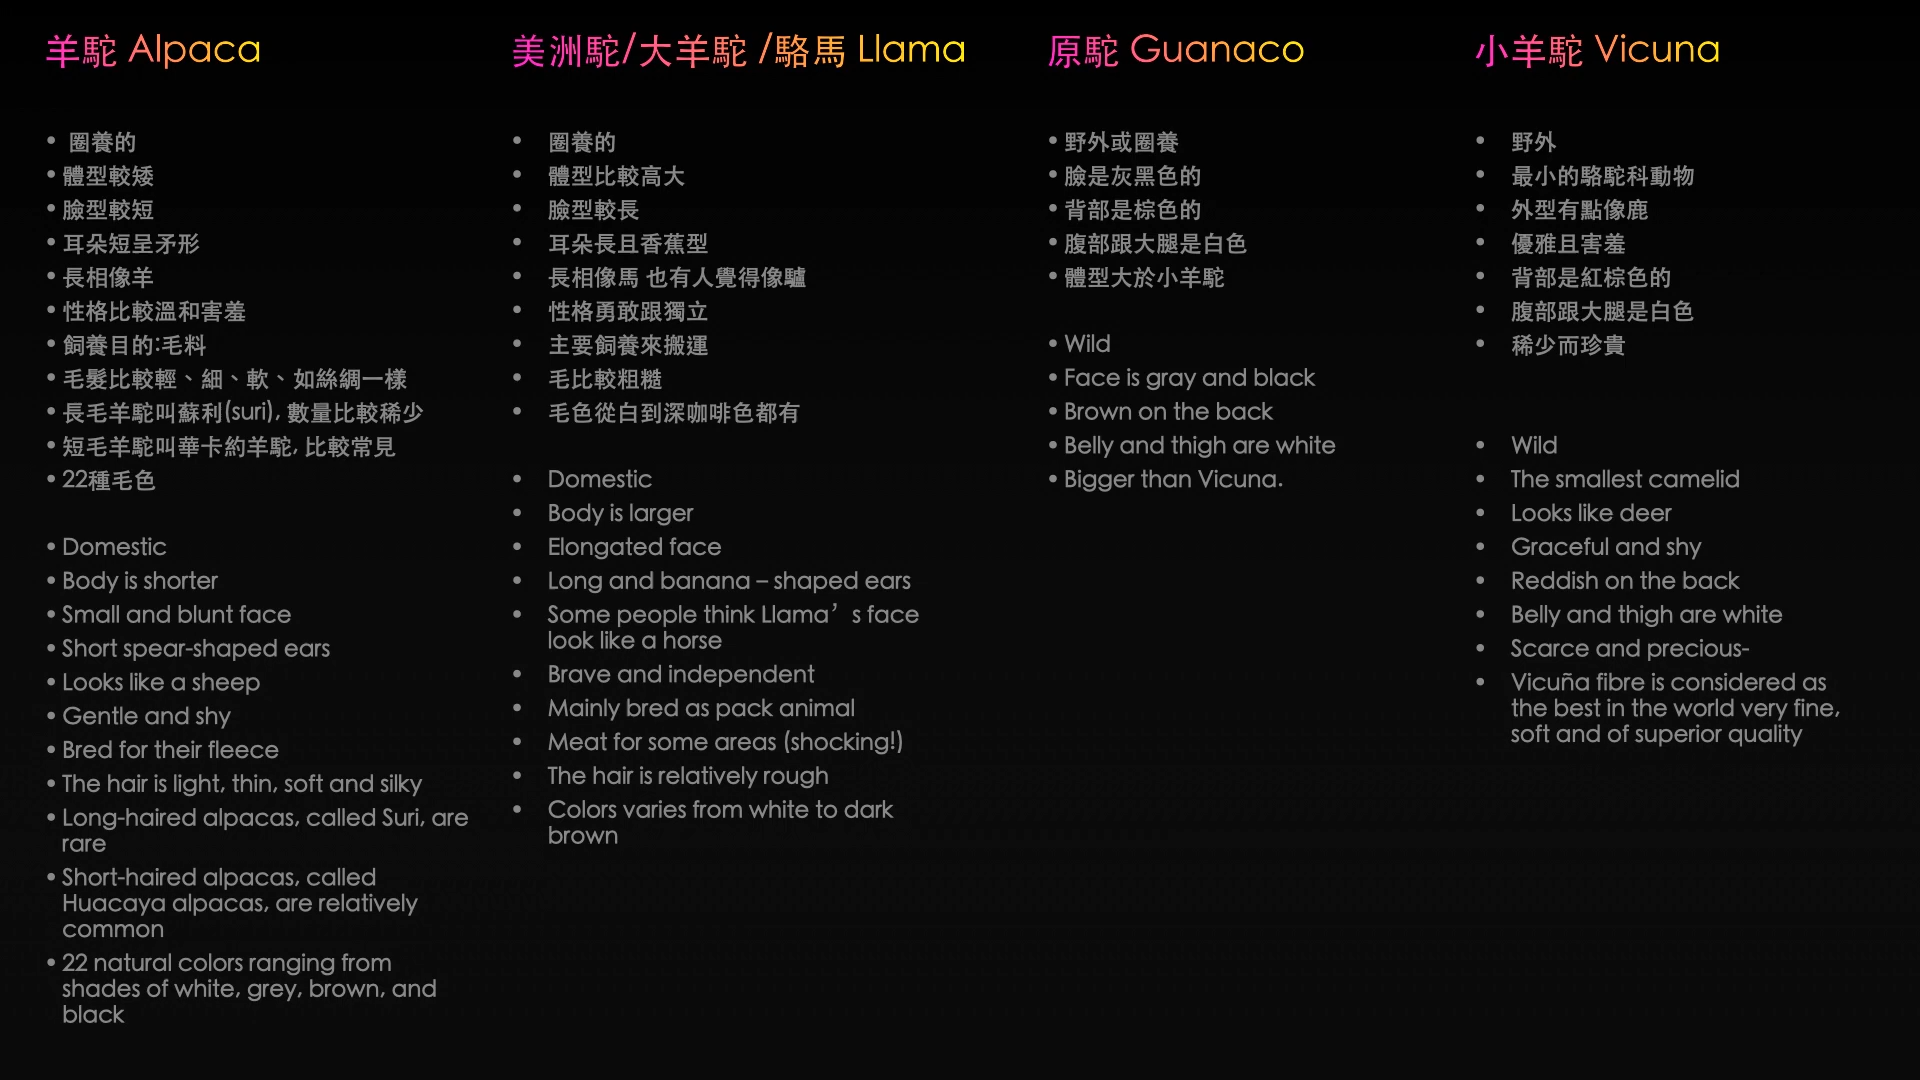 羊駝 Alpaca
• 圈養的
• 體型較矮
• 臉型較短
• 耳朵短呈矛形
• 長相像羊
• 性格比較溫和害羞
• 飼養目的:毛料
• 毛髮比較輕、細、軟、如絲綢一樣
• 長毛羊駝叫蘇利(suri), 數量比較稀少
• 短毛羊駝叫華卡約羊駝, 比較常見
• 22種毛色
• Domestic
• Body is shorter
• Small and blunt face
• Short spear-shaped ears
• Looks like a sheep
• Gentle and shy
• Bred for their fleece
• The hair is light, thin, soft and silky
• Long-haired alpacas, called Suri, are
rare
• Short-haired alpacas, called
Huacaya alpacas, are relatively
common
• 22 natural colors ranging from
shades of white, grey, brown, and
black
美洲駝/大羊駝 /駱馬 Llama
• 圈養的
• 體型比較高大
• 臉型較長
• 耳朵長且香蕉型
• 長相像馬 也有人覺得像驢
• 性格勇敢跟獨立
• 主要飼養來搬運
• 毛比較粗糙
• 毛色從白到深咖啡色都有
• Domestic
• Body is larger
• Elongated face
• Long and banana – shaped ears
• Some people think Llama’s face
look like a horse
• Brave and independent
• Mainly bred as pack animal
• Meat for some areas (shocking!)
• The hair is relatively rough
• Colors varies from white to dark
brown
原駝 Guanaco
• 野外或圈養
• 臉是灰黑色的
• 背部是棕色的
• 腹部跟大腿是白色
• 體型大於小羊駝
• Wild
• Face is gray and black
• Brown on the back
• Belly and thigh are white
• Bigger than Vicuna.
小羊駝 Vicuna
• 野外
• 最小的駱駝科動物
• 外型有點像鹿
• 優雅且害羞
• 背部是紅棕色的
• 腹部跟大腿是白色
• 稀少而珍貴
• Wild
• The smallest camelid
• Looks like deer
• Graceful and shy
• Reddish on the back
• Belly and thigh are white
• Scarce and precious-
• Vicuña fibre is considered as
the best in the world very fine,
soft and of superior quality